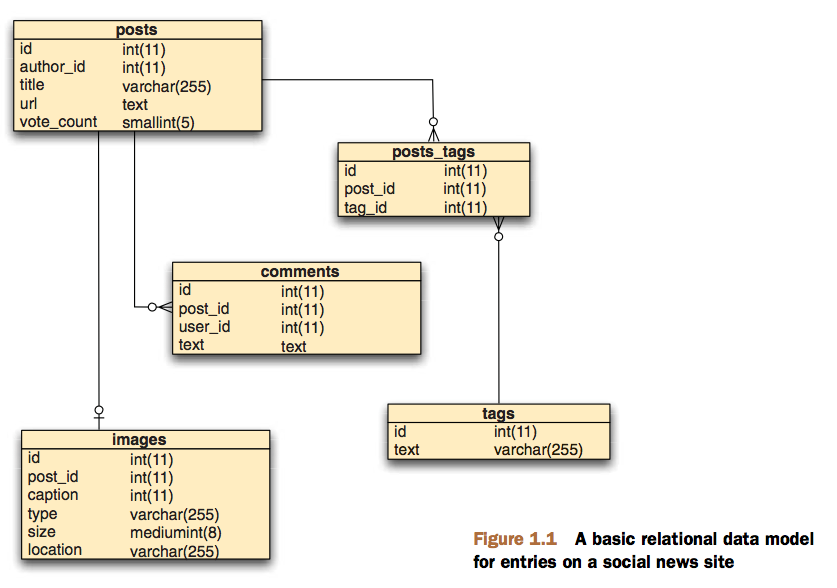 posts
id int(11)
author_id int(11)
title varchar(255)
url text
vote_count smallint(5)
posts_tags
id int(11)
post_id int(11)
tag_id int(11)
comments
id int(11)
post_id int(11)
user_id int(11)
text text
tags
id int(11)
text varchar(255)
images
id int(11)
post_id int(11)
caption int(11)
type varchar(255)
size mediumint(8)
location varchar(255)
Figure 1.1 A basic relational data model
for entries on a social news site